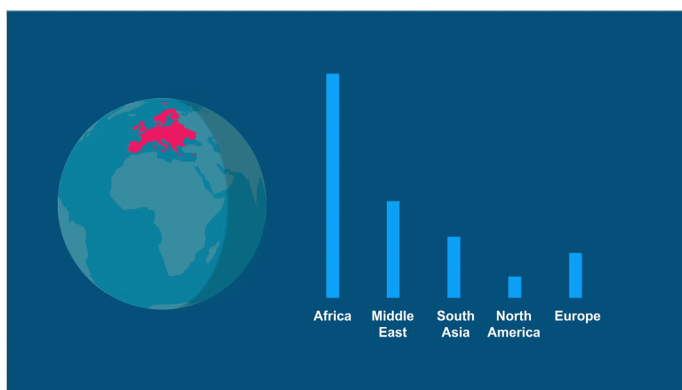 Africa
Middle
East
South
Asia
North
America
Europe